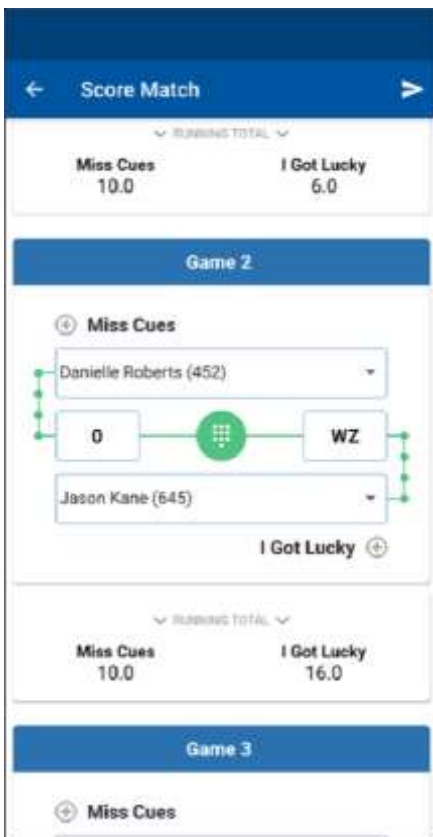 Score Match
RUNNING TOTAL
Miss Cues I Got Lucky
10.0 6.0
Game 2
Miss Cues
Danielle Roberts (452)
0 WZ
Jason Kane (645)
I Got Lucky
RUNNING TOTAL
Miss Cues I Got Lucky
10.0 16.0
Game 3
Miss Cues